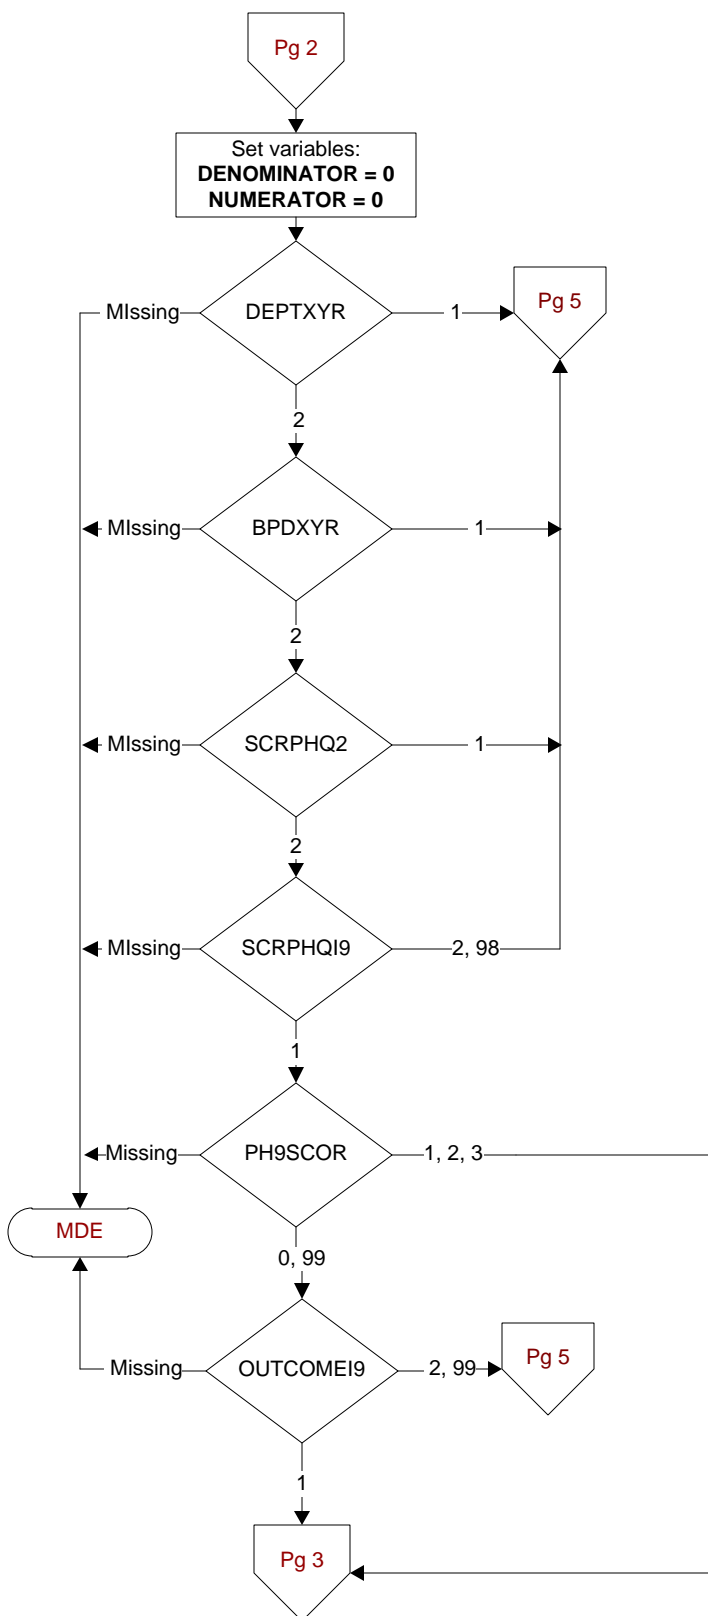 Pg 2
Set variables:
DENOMINATOR = 0
NUMERATOR = 0
MIssing
DEPTXYR
1
Pg 5
2
MIssing
BPDXYR
1
2
MIssing
SCRPHQ2
1
2
MIssing
SCRPHQI9
2, 98
1
Missing
PH9SCOR
1, 2, 3
MDE
0, 99
Missing
OUTCOMEI9
2, 99
Pg 5
1
Pg 3